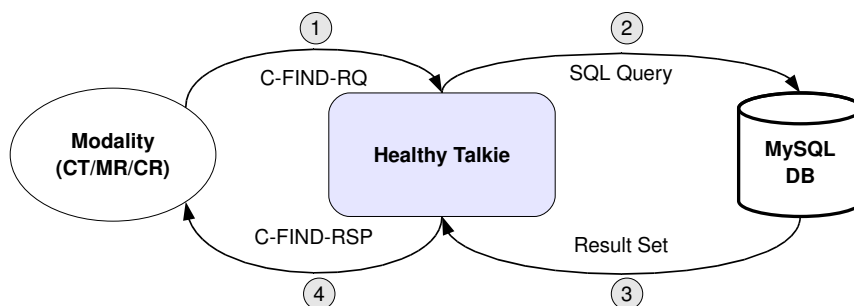 1
2
C-FIND-RQ
SQL Query
Modality
(CT/MR/CR)
Healthy Talkie
MySQL
DB
C-FIND-RSP
Result Set
4
3